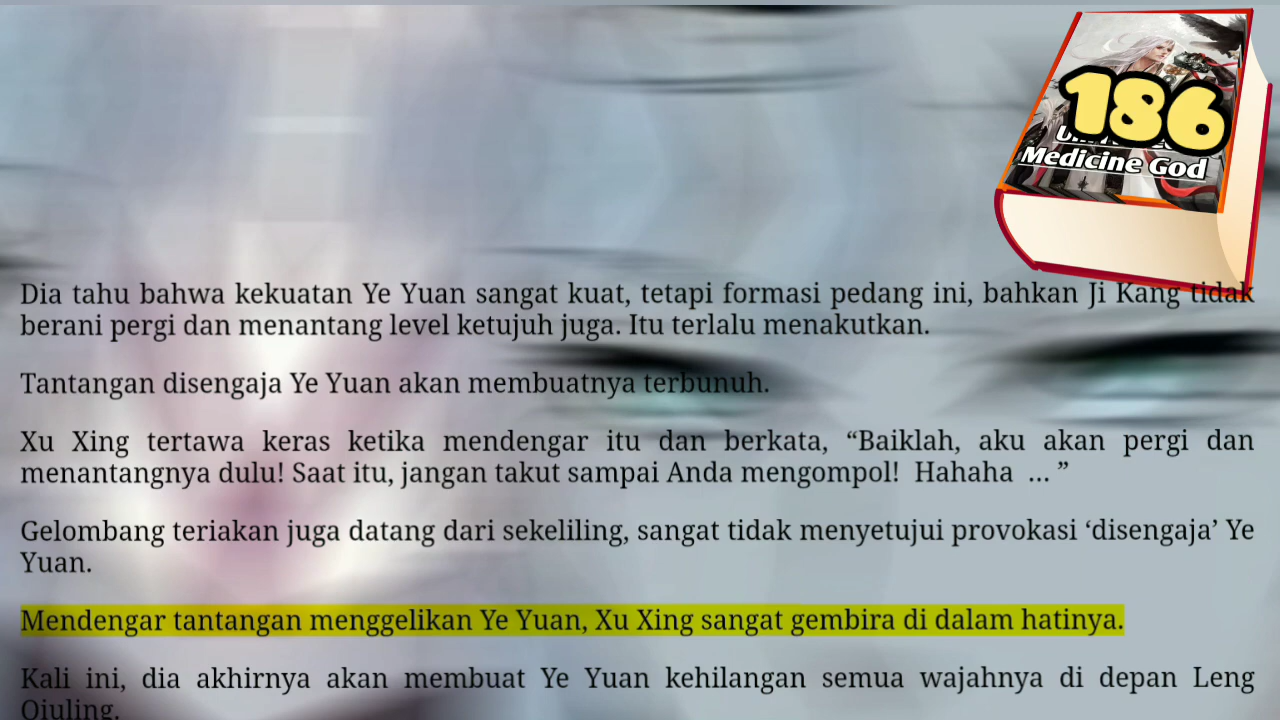 186
Medicine God
Dia tahu bahwa kekuatan Ye Yuan sangat kuat, tetapi formasi pedang ini, bahkan Ji Kang tidak
berani pergi dan menantang level ketujuh juga. Itu terlalu menakutkan.
Tantangan disengaja Ye Yuan akan membuatnya terbunuh.
Xu Xing tertawa keras ketika mendengar itu dan berkata, “Baiklah, aku akan pergi dan
menantangnya dulu! Saat itu, jangan takut sampai Anda mengompol! Hahaha ...”
Gelombang teriakan juga datang dari sekeliling, sangat tidak menyetujui provokasi ‘disengaja’ Ye
Yuan.
Mendengar tantangan menggelikan Ye Yuan, Xu Xing sangat gembira di dalam hatinya.
Kali ini, dia akhirnya akan membuat Ye Yuan kehilangan semua wajahnya di depan Leng
Qiuling.